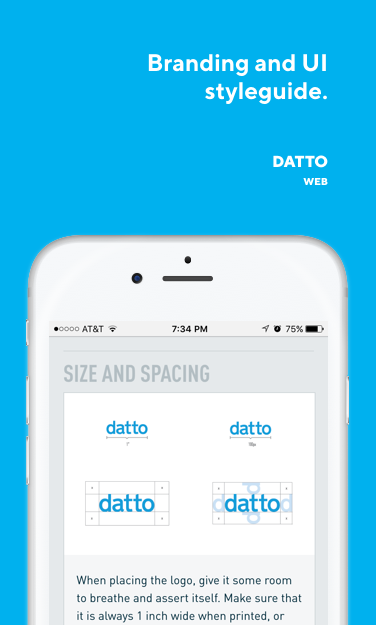 Branding and UI
styleguide.
DATTO
WEB
AT&T 7:34 PM 75%
SIZE AND SPACING
datto datto
datto datto
When placing the logo, give it some room
to breathe and assert itself. Make sure that
it is always 1 inch wide when printed, or